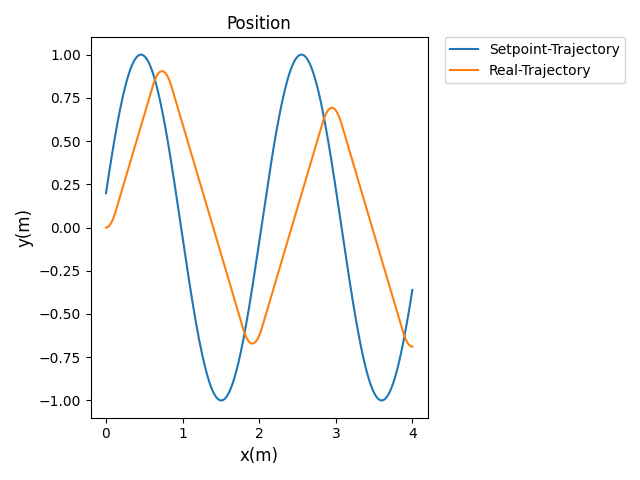 Position
Setpoint-Trajectory
Real-Trajectory
1.00
0.75
0.50
0.25
0.00
−0.25
−0.50
−0.75
−1.00
y(m)
0 1 2 3 4
x(m)